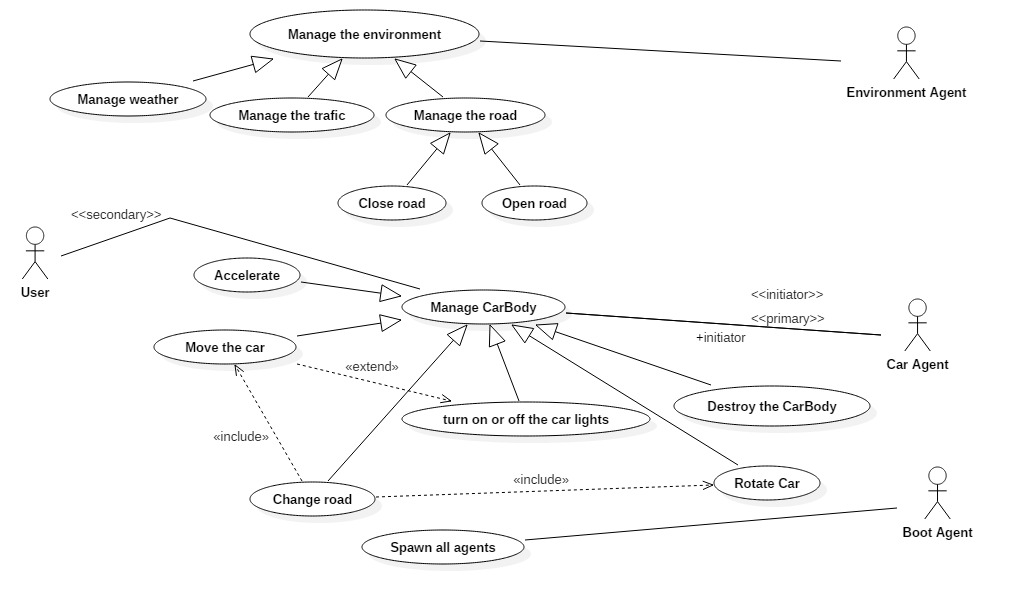 Manage the environment
Environment Agent
Manage weather
Manage the trafic
Manage the road
Close road
Open road
<<secondary>>
User
Accelerate
Manage CarBody
<<initiator>>
<<primary>>
+initiator
Car Agent
Move the car
«extend»
turn on or off the car lights
Destroy the CarBody
«include»
«include»
Rotate Car
Change road
Boot Agent
Spawn all agents